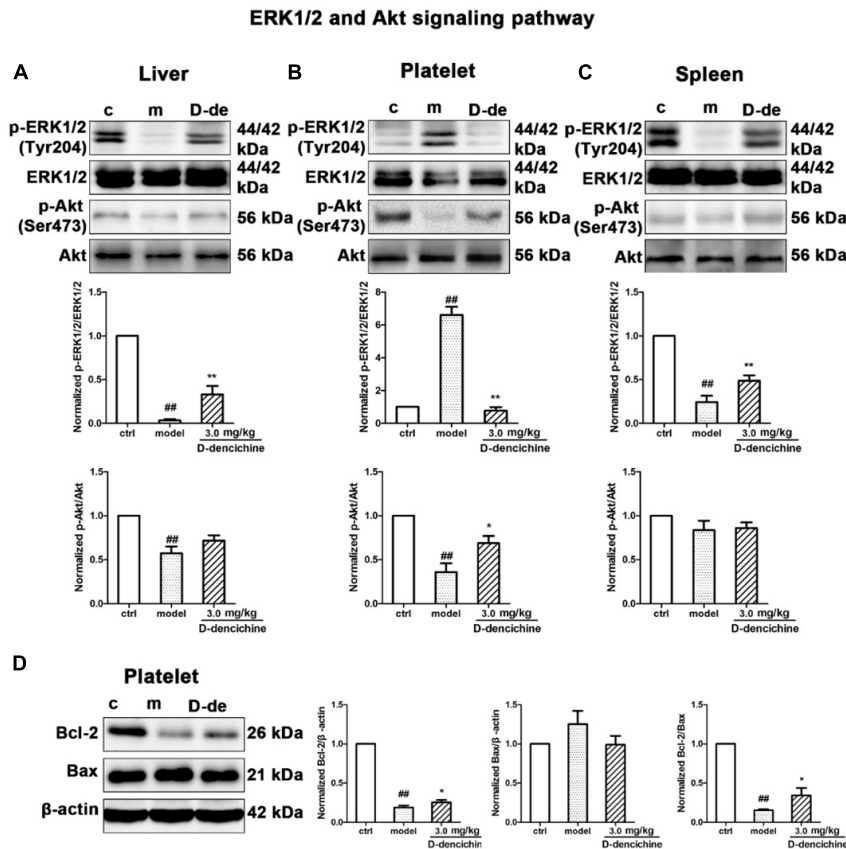 ERK1/2 and Akt signaling pathway
A
Liver
c m D-de
p-ERK1/2 (Tyr204) 44/42 kDa
ERK1/2 44/42 kDa
p-Akt (Ser473) 56 kDa
Akt 56 kDa
Normalized p-ERK1/2/ERK1/2
1.5
1.0
0.5
0.0
##
**
ctrl model 3.0 mg/kg
D-dencichine
Normalized p-Akt/Akt
1.5
1.0
0.5
0.0
##
ctrl model 3.0 mg/kg
D-dencichine
B
Platelet
c m D-de
p-ERK1/2 (Tyr204) 44/42 kDa
ERK1/2 44/42 kDa
p-Akt (Ser473) 56 kDa
Akt 56 kDa
Normalized p-ERK1/2/ERK1/2
8
6
4
2
0
##
**
ctrl model 3.0 mg/kg
D-dencichine
Normalized p-Akt/Akt
1.5
1.0
0.5
0.0
##
*
ctrl model 3.0 mg/kg
D-dencichine
C
Spleen
c m D-de
p-ERK1/2 (Tyr204) 44/42 kDa
ERK1/2 44/42 kDa
p-Akt (Ser473) 56 kDa
Akt 56 kDa
Normalized p-ERK1/2/ERK1/2
1.5
1.0
0.5
0.0
##
**
ctrl model 3.0 mg/kg
D-dencichine
Normalized p-Akt/Akt
1.5
1.0
0.5
0.0
ctrl model 3.0 mg/kg
D-dencichine
D
Platelet
c m D-de
Bcl-2 26 kDa
Bax 21 kDa
β-actin 42 kDa
Normalized Bcl-2/β-actin
1.5
1.0
0.5
0.0
##
*
ctrl model 3.0 mg/kg
D-dencichine
Normalized Bax/β-actin
1.5
1.0
0.5
0.0
ctrl model 3.0 mg/kg
D-dencichine
Normalized Bcl-2/Bax
1.5
1.0
0.5
0.0
##
*
ctrl model 3.0 mg/kg
D-dencichine